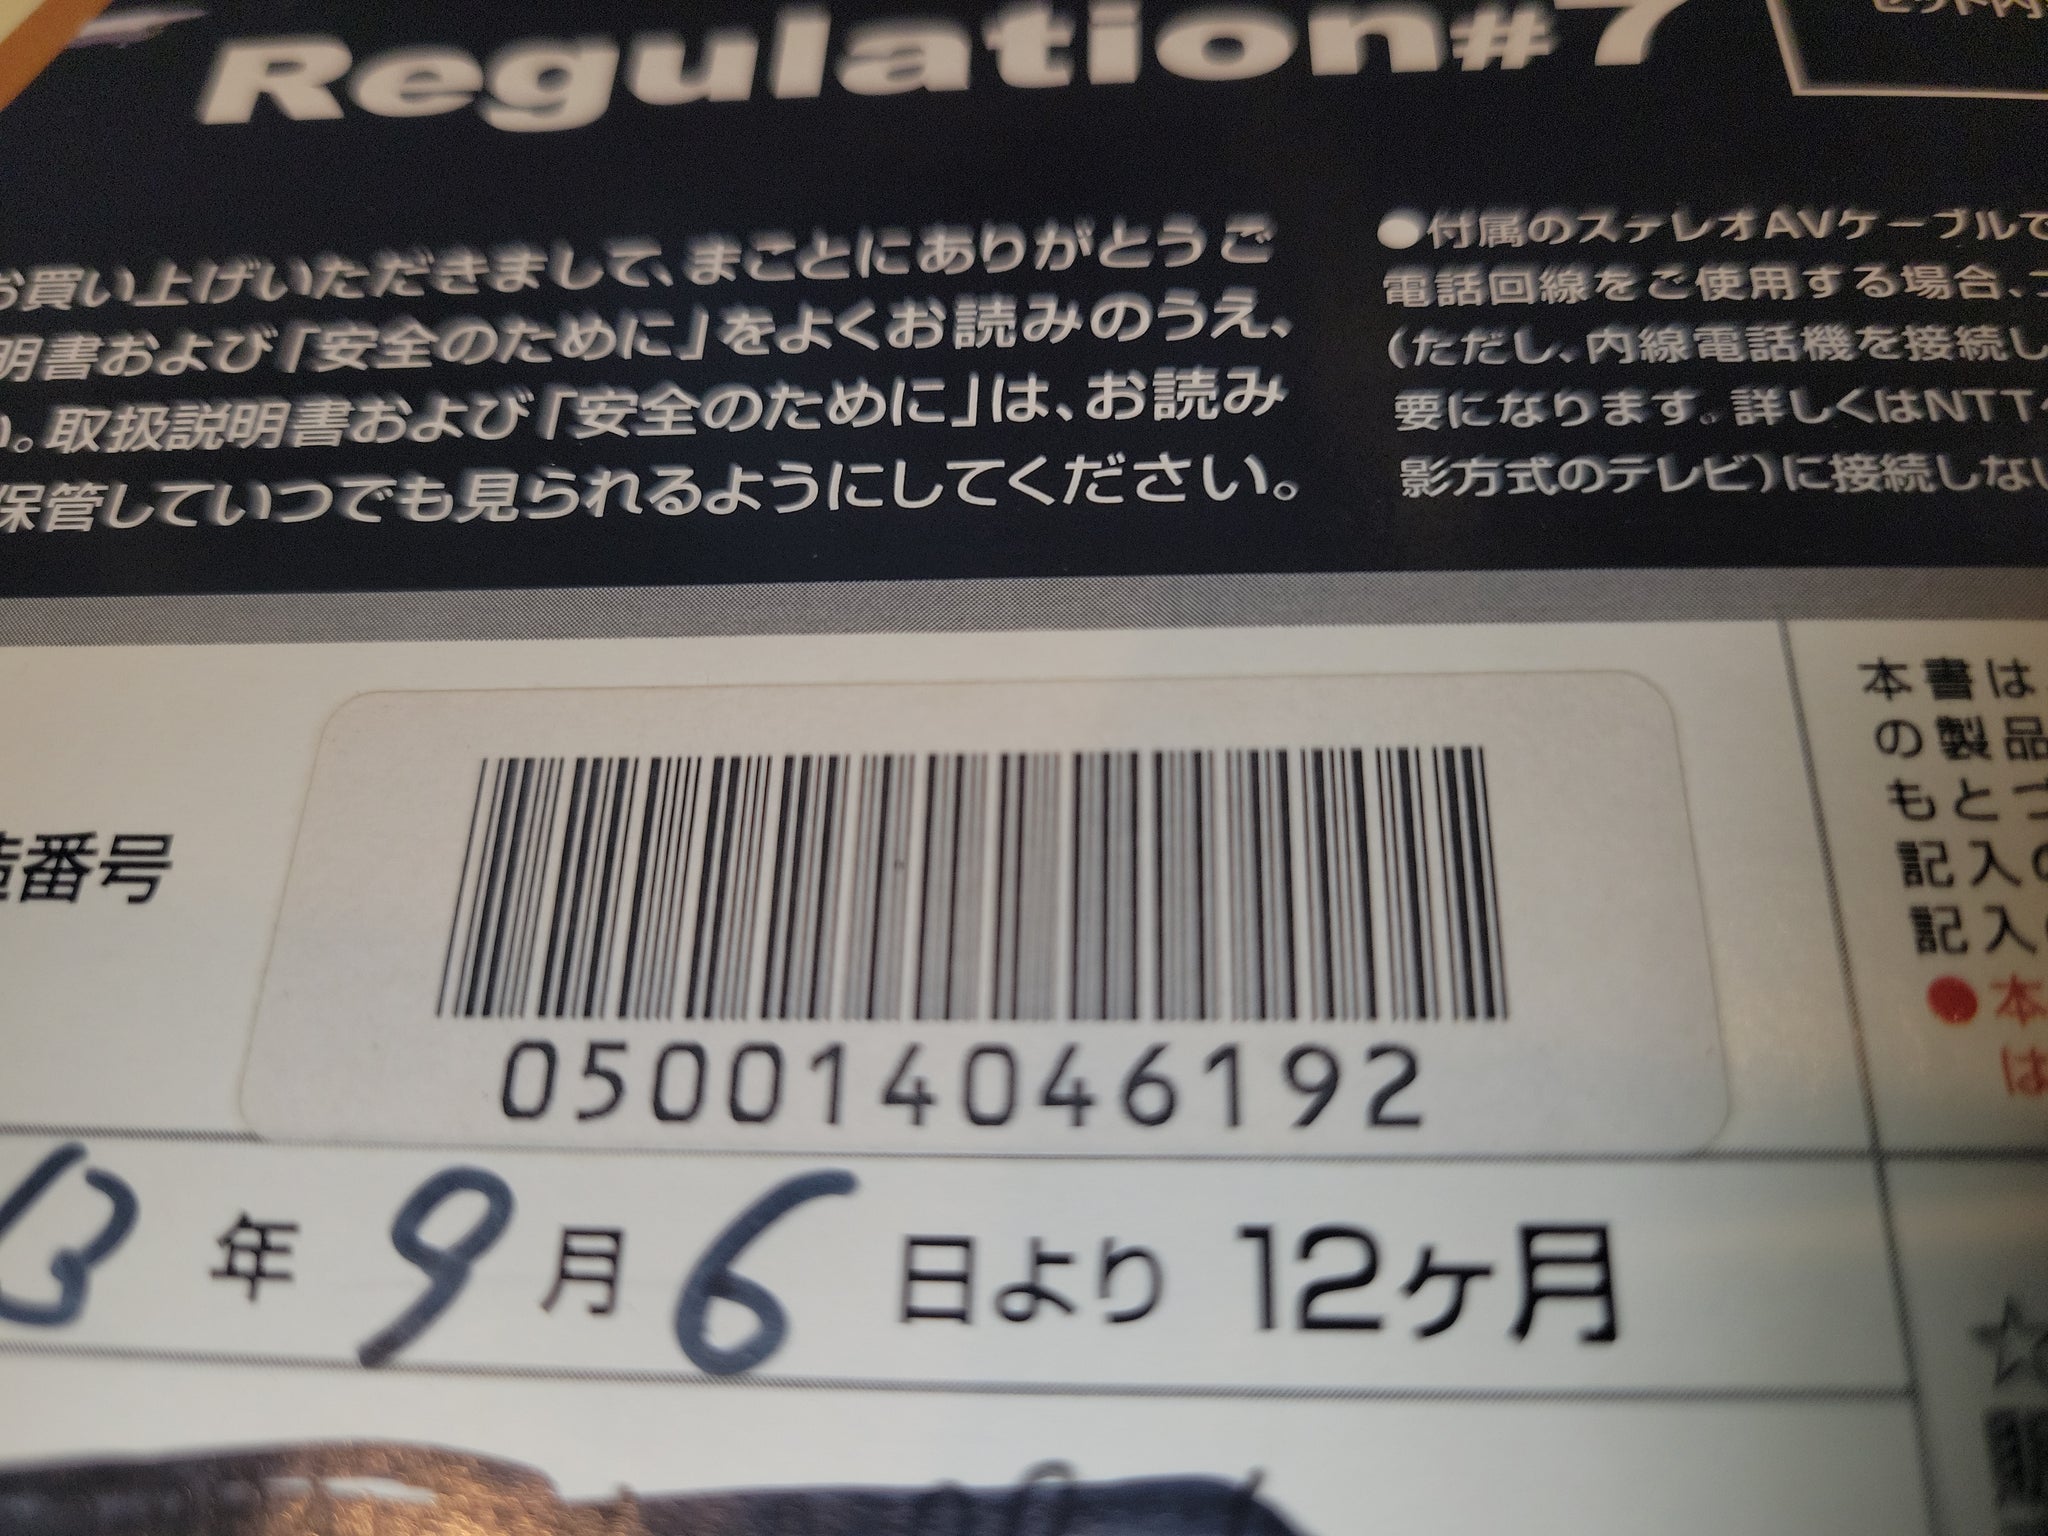 Regulation#7
お買い上げいただきまして、まことにありがとうご
明書および「安全のために」をよくお読みのうえ、
い。取扱説明書および「安全のために」は、お読み
保管していつでも見られるようにしてください。
●付属のステレオAVケーブルで
電話回線をご使用する場合、
(ただし、内線電話機を接続し
要になります。詳しくはNTT
影方式のテレビ)に接続しない
造番号
050014046192
13年9月6日より12ケ月
本書は
の製品
もとづ
記入の
記入
●本
は